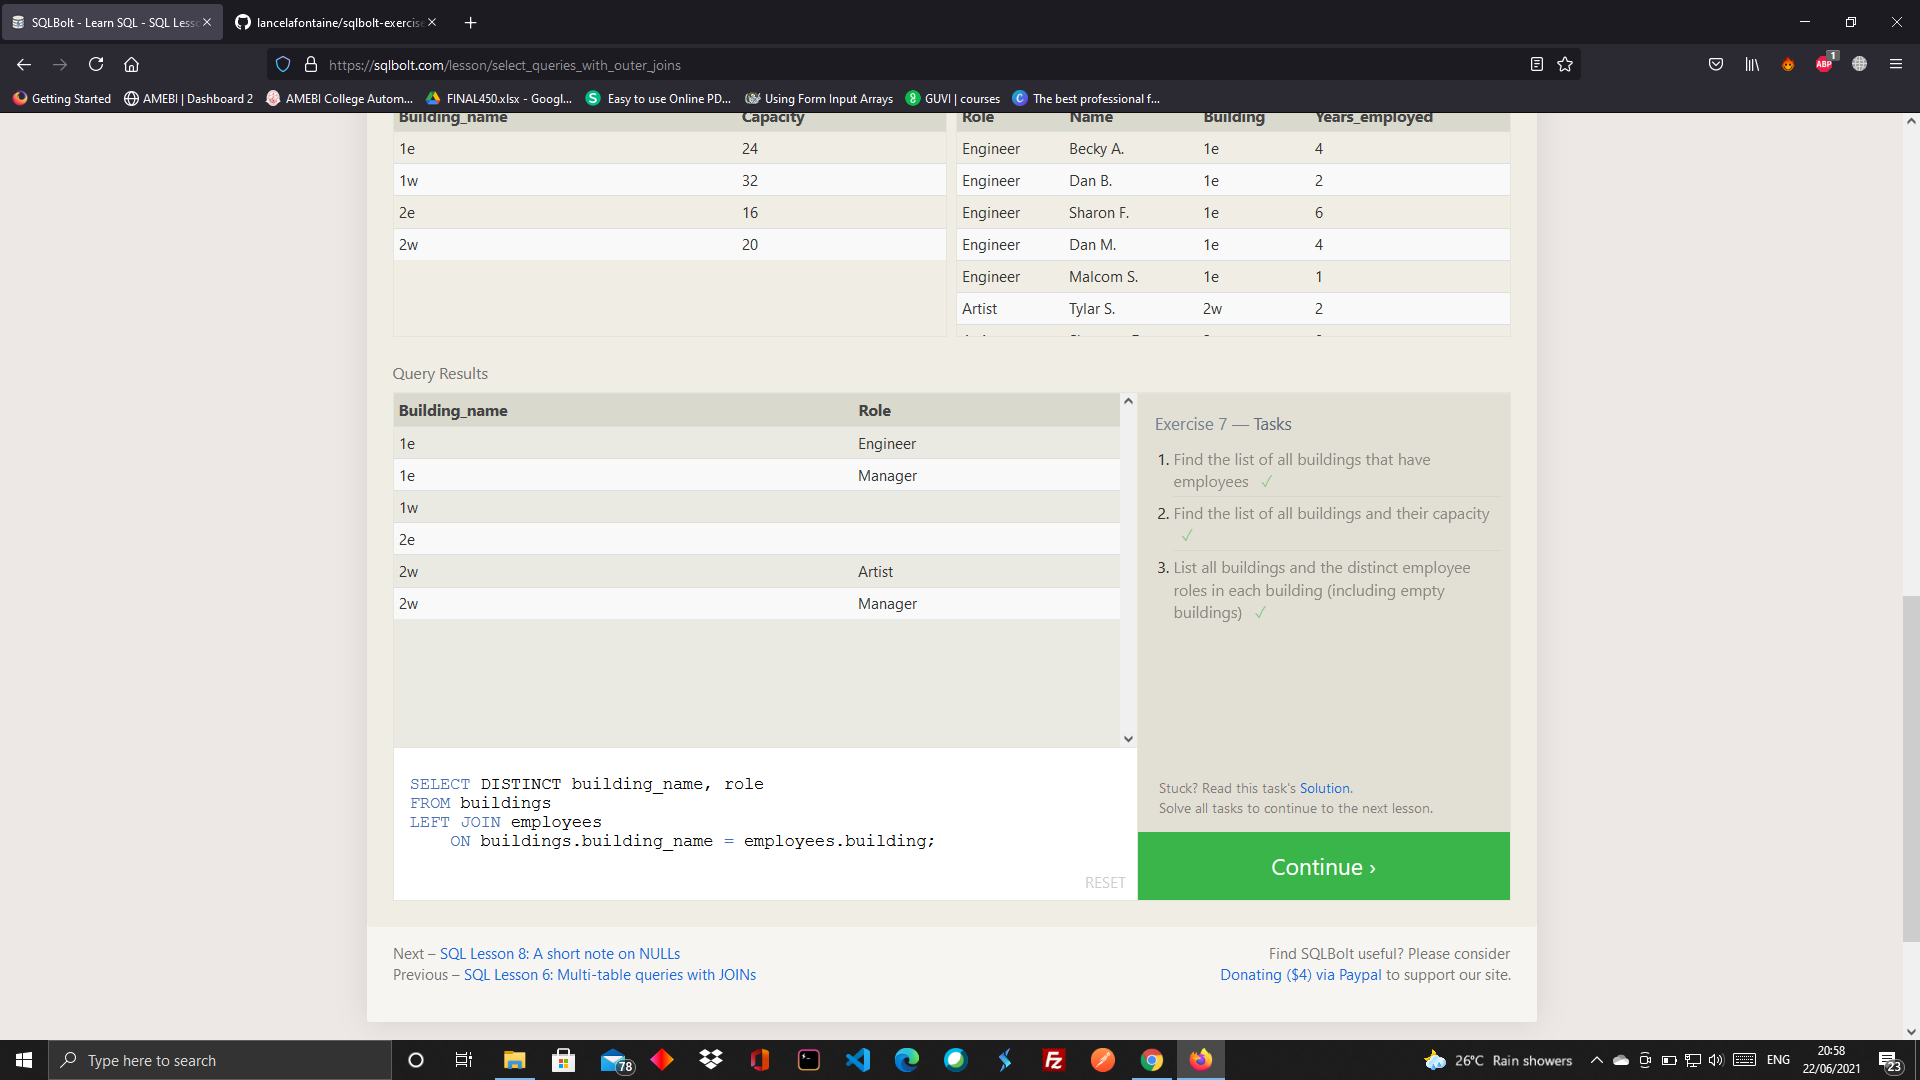 SQLBolt - Learn SQL - SQL Less
lancelafontaine/sqlbolt-exercise
https://sqlbolt.com/lesson/select_queries_with_outer_joins
ABP 1
Getting Started AMEBI | Dashboard 2 AMEBI College Autom... FINAL450.xlsx - Googl... Easy to use Online PD... Using Form Input Arrays GUVI | courses The best professional f...
Building_name Capacity
1e 24
1w 32
2e 16
2w 20
Role Name Building Years_employed
Engineer Becky A. 1e 4
Engineer Dan B. 1e 2
Engineer Sharon F. 1e 6
Engineer Dan M. 1e 4
Engineer Malcom S. 1e 1
Artist Tylar S. 2w 2
Query Results
Building_name Role
1e Engineer
1e Manager
1w
2e
2w Artist
2w Manager
Exercise 7 — Tasks
1. Find the list of all buildings that have
employees ✓
2. Find the list of all buildings and their capacity
✓
3. List all buildings and the distinct employee
roles in each building (including empty
buildings) ✓
Stuck? Read this task's Solution.
Solve all tasks to continue to the next lesson.
Continue ›
SELECT DISTINCT building_name, role
FROM buildings
LEFT JOIN employees
ON buildings.building_name = employees.building;
RESET
Next – SQL Lesson 8: A short note on NULLs
Previous – SQL Lesson 6: Multi-table queries with JOINs
Find SQLBolt useful? Please consider
Donating ($4) via Paypal to support our site.
Type here to search
78
26°C Rain showers
ENG
20:58
22/06/2021
23